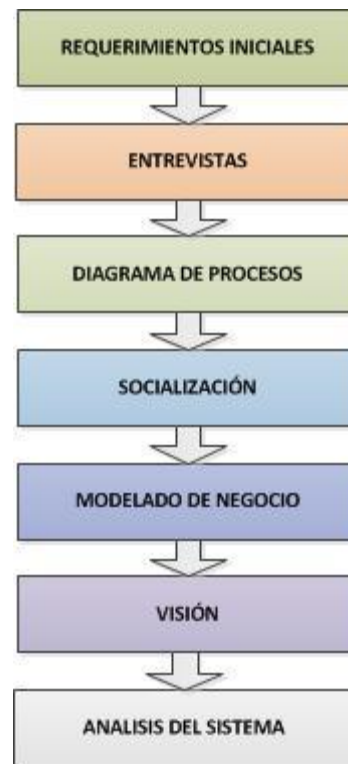 REQUERIMIENTOS INICIALES
ENTREVISTAS
DIAGRAMA DE PROCESOS
SOCIALIZACIÓN
MODELADO DE NEGOCIO
VISIÓN
ANALISIS DEL SISTEMA